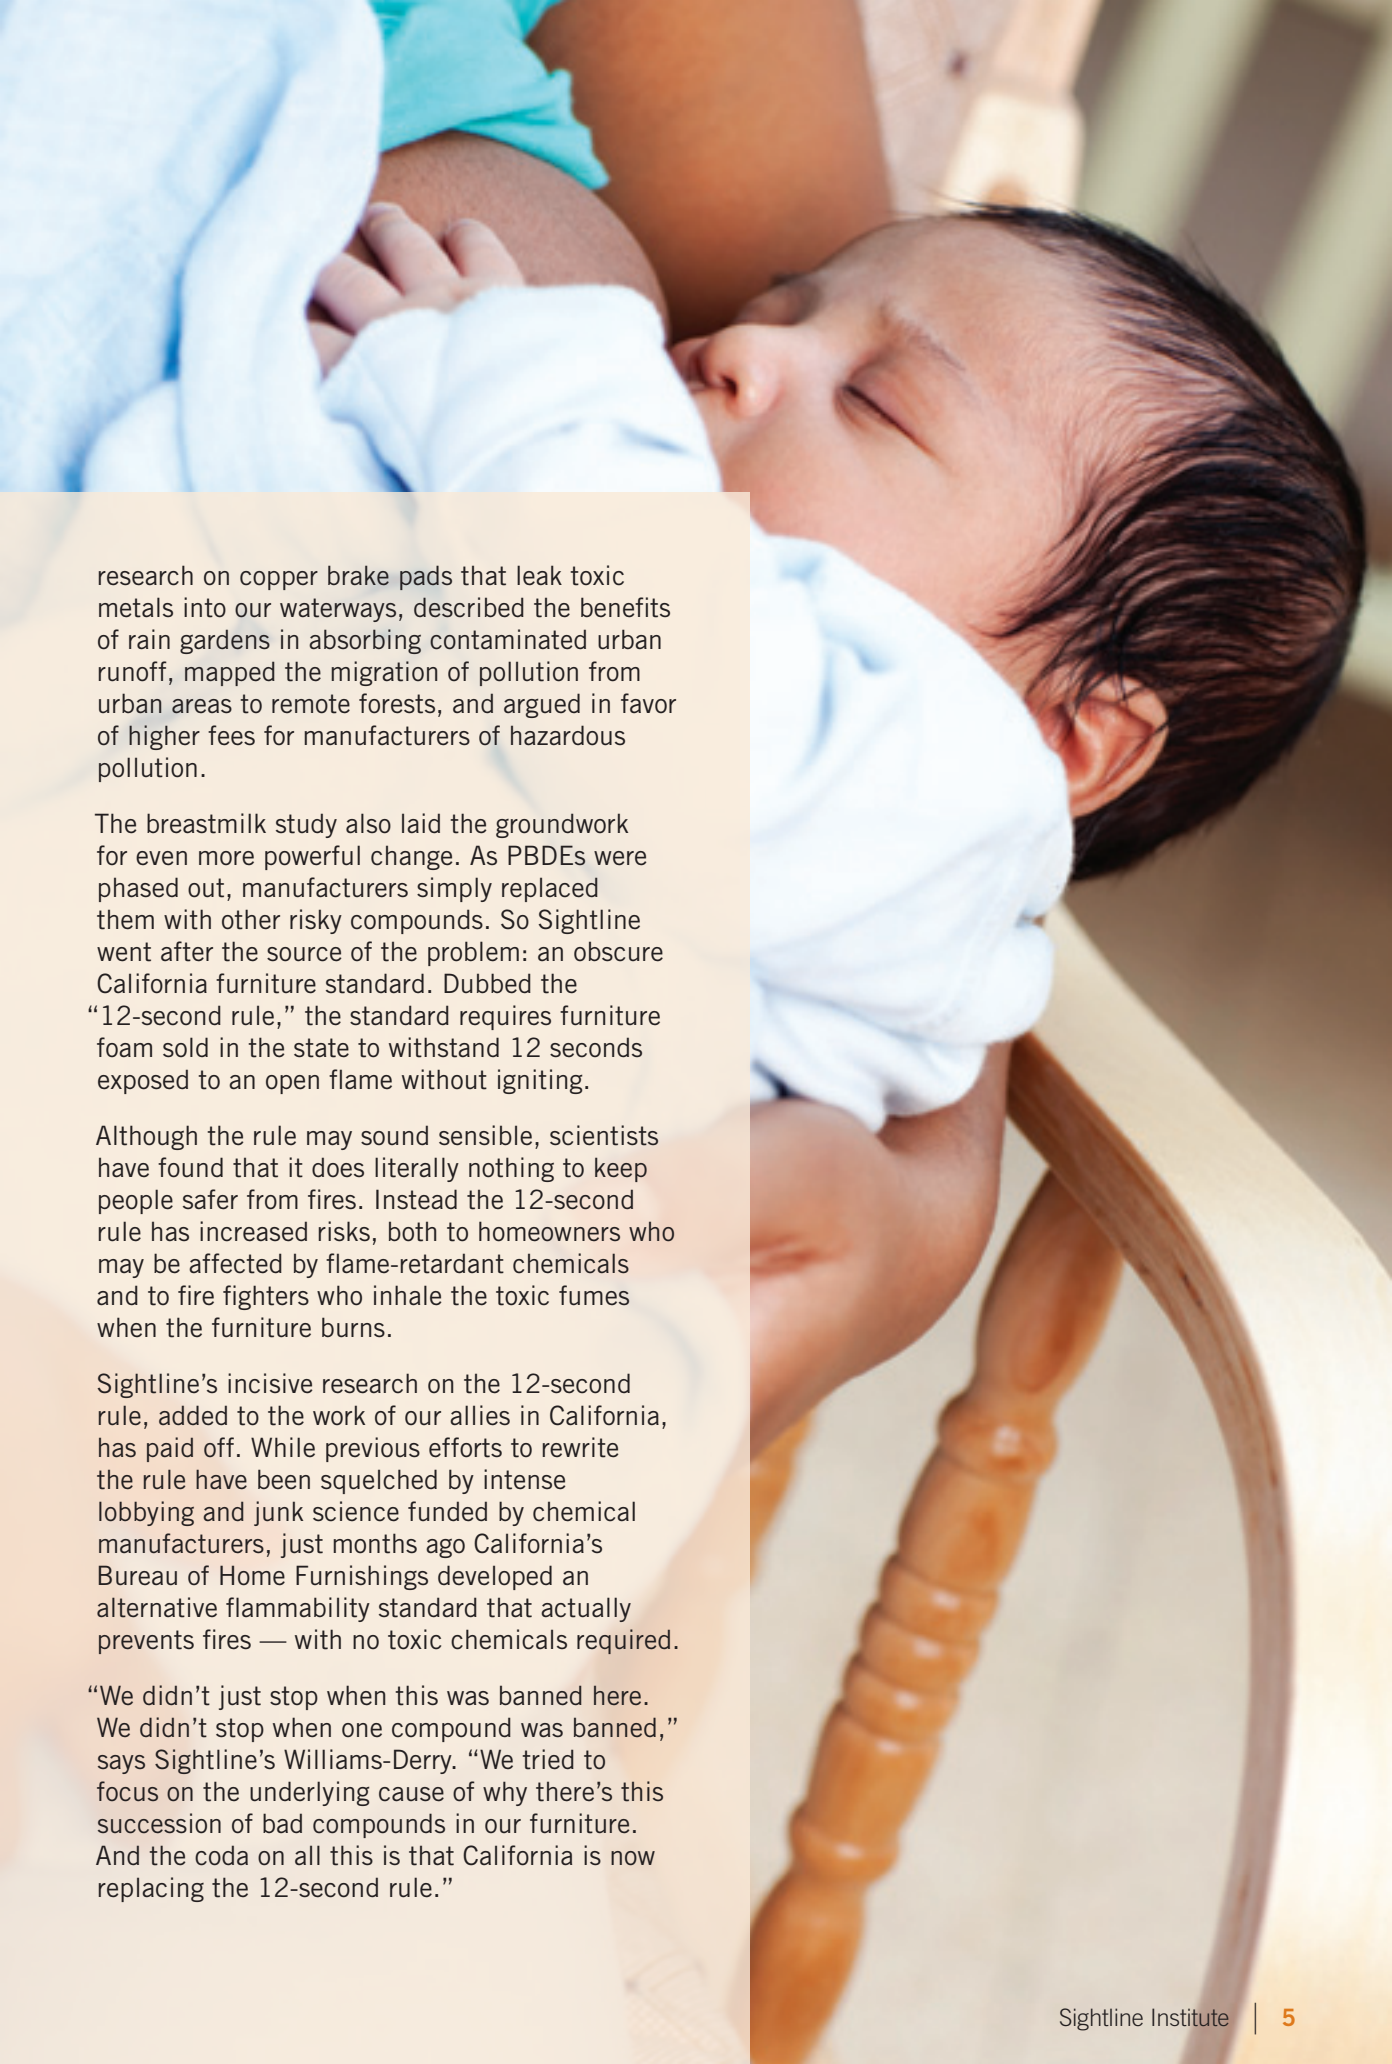 research on copper brake pads that leak toxic
metals into our waterways, described the benefits
of rain gardens in absorbing contaminated urban
runoff, mapped the migration of pollution from
urban areas to remote forests, and argued in favor
of higher fees for manufacturers of hazardous
pollution.
The breastmilk study also laid the groundwork
for even more powerful change. As PBDEs were
phased out, manufacturers simply replaced
them with other risky compounds. So Sightline
went after the source of the problem: an obscure
California furniture standard. Dubbed the
“12-second rule,” the standard requires furniture
foam sold in the state to withstand 12 seconds
exposed to an open flame without igniting.
Although the rule may sound sensible, scientists
have found that it does literally nothing to keep
people safer from fires. Instead the 12-second
rule has increased risks, both to homeowners who
may be affected by flame-retardant chemicals
and to fire fighters who inhale the toxic fumes
when the furniture burns.
Sightline’s incisive research on the 12-second
rule, added to the work of our allies in California,
has paid off. While previous efforts to rewrite
the rule have been squelched by intense
lobbying and junk science funded by chemical
manufacturers, just months ago California’s
Bureau of Home Furnishings developed an
alternative flammability standard that actually
prevents fires — with no toxic chemicals required.
“We didn’t just stop when this was banned here.
We didn’t stop when one compound was banned,”
says Sightline’s Williams-Derry. “We tried to
focus on the underlying cause of why there’s this
succession of bad compounds in our furniture.
And the coda on all this is that California is now
replacing the 12-second rule.”
Sightline Institute | 5